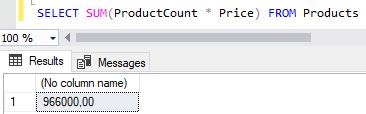 SELECT SUM(ProductCount * Price) FROM Products
100 %
Results Messages
(No column name)
1 966000,00